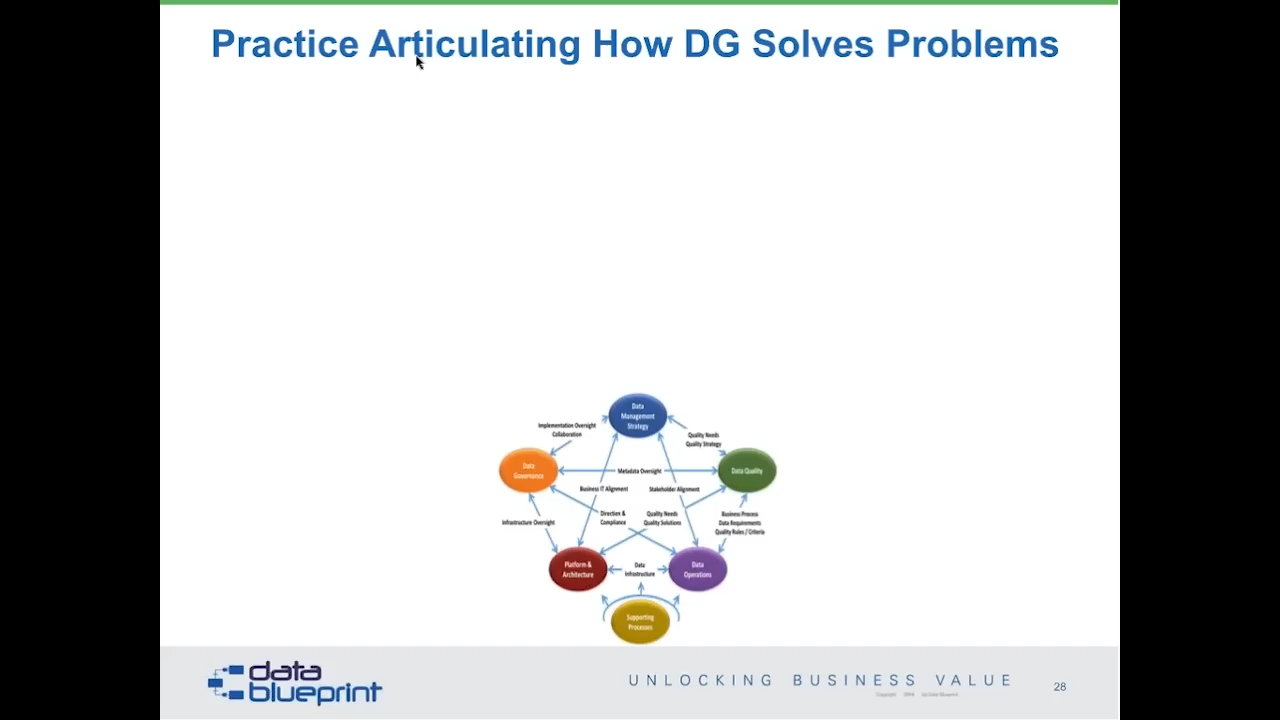 Practice Articulating How DG Solves Problems
Data
Management
Strategy
Implementation Oversight
Collaboration
Quality Needs
Quality Strategy
Data
Governance
Metadata Oversight
Data Quality
Business IT Alignment
Stakeholder Alignment
Direction &
Compliance
Quality Needs
Quality Solutions
Business Process
Data Requirements
Quality Rules / Criteria
Infrastructure Oversight
Platform &
Architecture
Data
Infrastructure
Data
Operations
Supporting
Processes
data
blueprint
UNLOCKING BUSINESS VALUE
Copyright
28